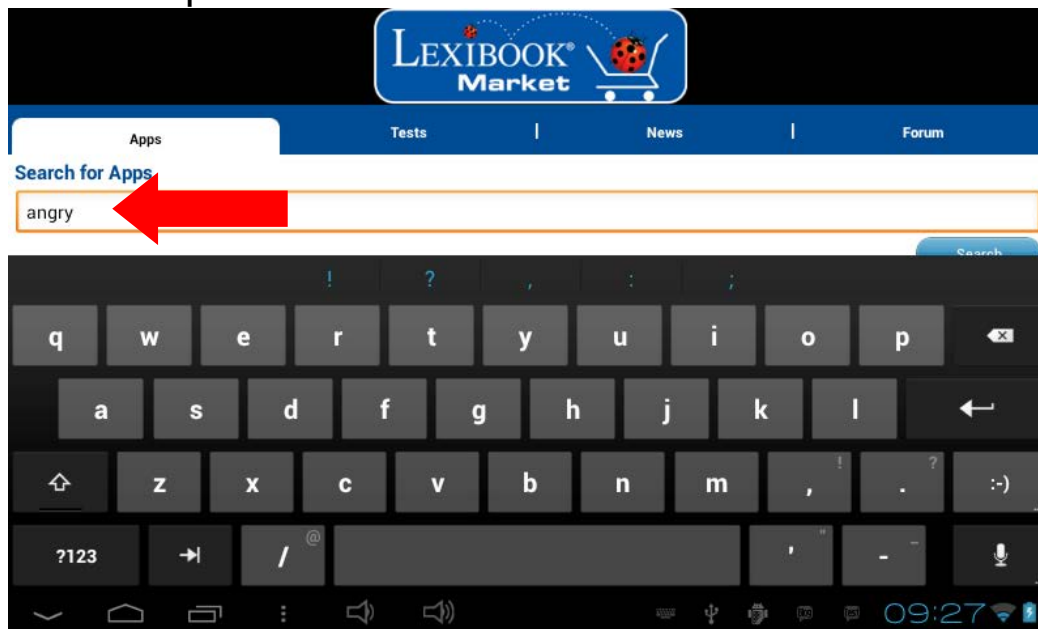 LEXIBOOK®
Market
Apps Tests | News | Forum
Search for Apps
angry
Search
! ? , : ;
q w e r t y u i o p
a s d f g h j k l
! ?
z x c v b n m , . :-)
@ " _
?123 / ' -
09:27